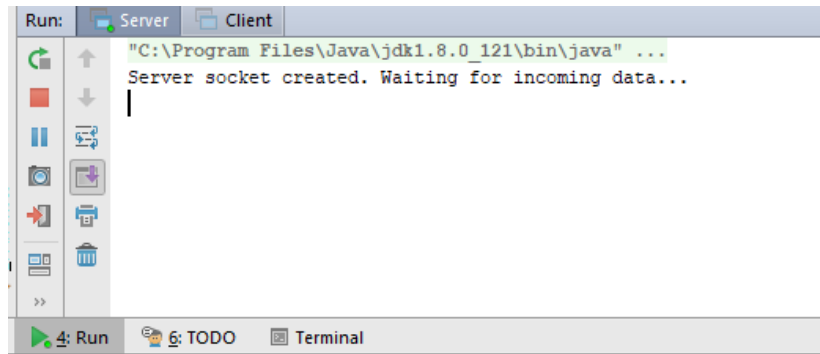 Run: Server Client
"C:\Program Files\Java\jdk1.8.0_121\bin\java" ...
Server socket created. Waiting for incoming data...
4: Run 6: TODO Terminal